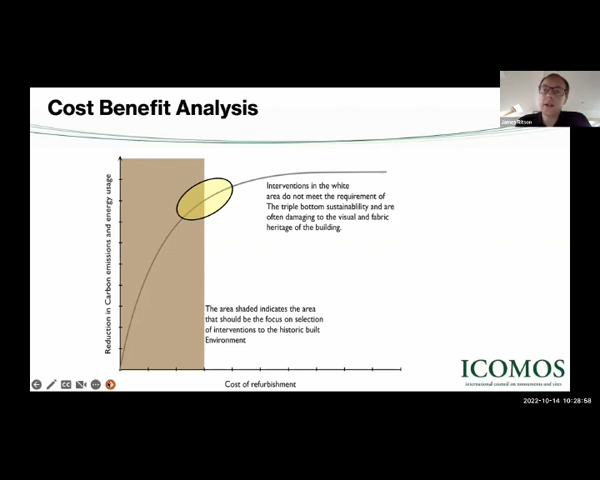 Cost Benefit Analysis
Reduction in Carbon emissions and energy usage
Interventions in the white
area do not meet the requirement of
The triple bottom sustainablility and are
often damaging to the visual and fabric
heritage of the building.
The area shaded indicates the area
that should be the focus on selection
of interventions to the historic built
Environment
Cost of refurbishment
ICOMOS
international council on monuments and sites
CC
2022-10-14 10:28:58